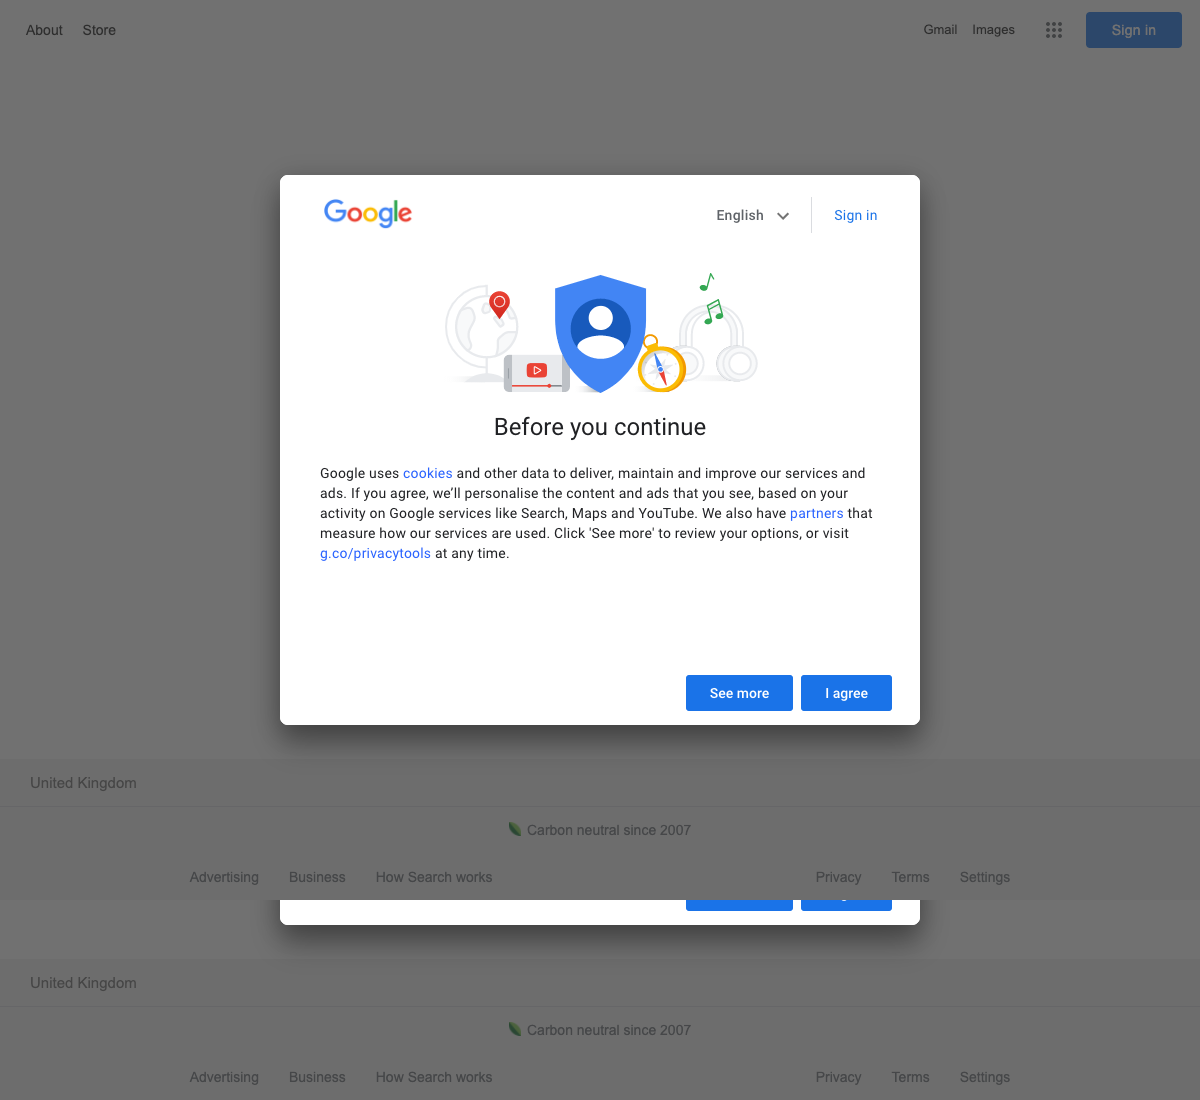 About Store Gmail Images Sign in
Google English Sign in
Before you continue
Google uses cookies and other data to deliver, maintain and improve our services and
ads. If you agree, we’ll personalise the content and ads that you see, based on your
activity on Google services like Search, Maps and YouTube. We also have partners that
measure how our services are used. Click 'See more' to review your options, or visit
g.co/privacytools at any time.
See more I agree
United Kingdom
Carbon neutral since 2007
Advertising Business How Search works Privacy Terms Settings
United Kingdom
Carbon neutral since 2007
Advertising Business How Search works Privacy Terms Settings